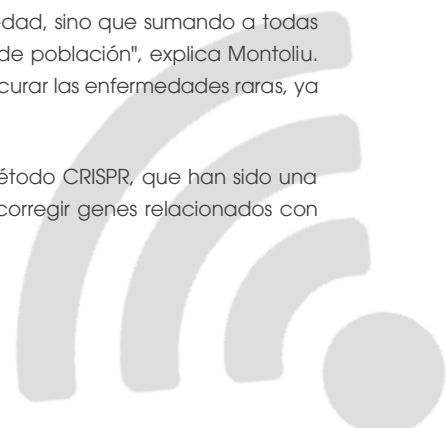 edad, sino que sumando a todas
de población", explica Montoliu.
curar las enfermedades raras, ya
étodo CRISPR, que han sido una
corregir genes relacionados con